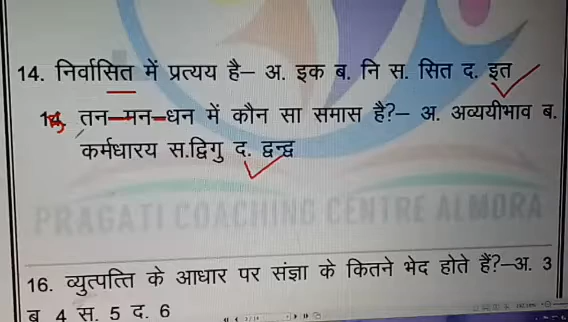 14. निर्वासित में प्रत्यय है– अ. इक ब. नि स. सित द. इत
15 तन–मन–धन में कौन सा समास है?– अ. अव्ययीभाव ब.
कर्मधारय स.द्विगु द. द्वन्द्व
PRAGATI COACHING CENTRE ALMORA
16. व्युत्पत्ति के आधार पर संज्ञा के कितने भेद होते हैं?–अ. 3
ब 4 स. 5 द. 6